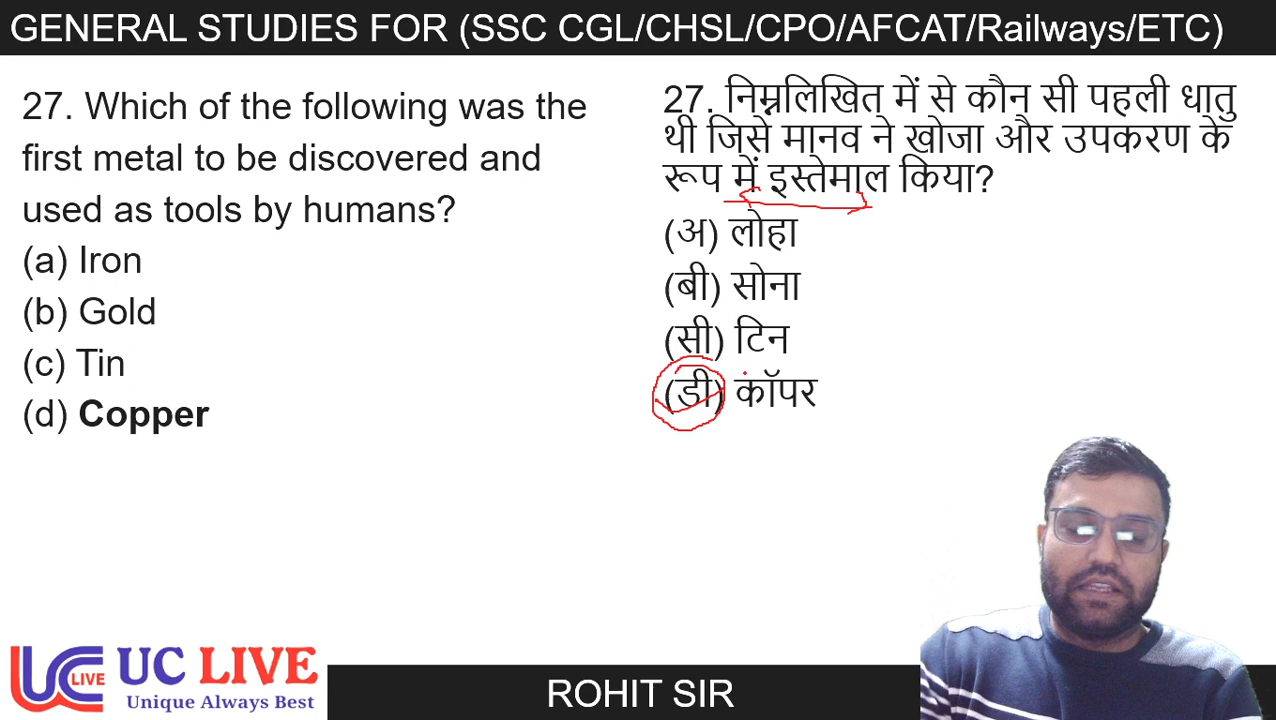 GENERAL STUDIES FOR (SSC CGL/CHSL/CPO/AFCAT/Railways/ETC)
27. Which of the following was the
first metal to be discovered and
used as tools by humans?
(a) Iron
(b) Gold
(c) Tin
(d) Copper
27. निम्नलिखित में से कौन सी पहली धातु
थी जिसे मानव ने खोजा और उपकरण के
रूप में इस्तेमाल किया?
(अ) लोहा
(बी) सोना
(सी) टिन
(डी) कॉपर
UC LIVE
LIVE
Unique Always Best
ROHIT SIR